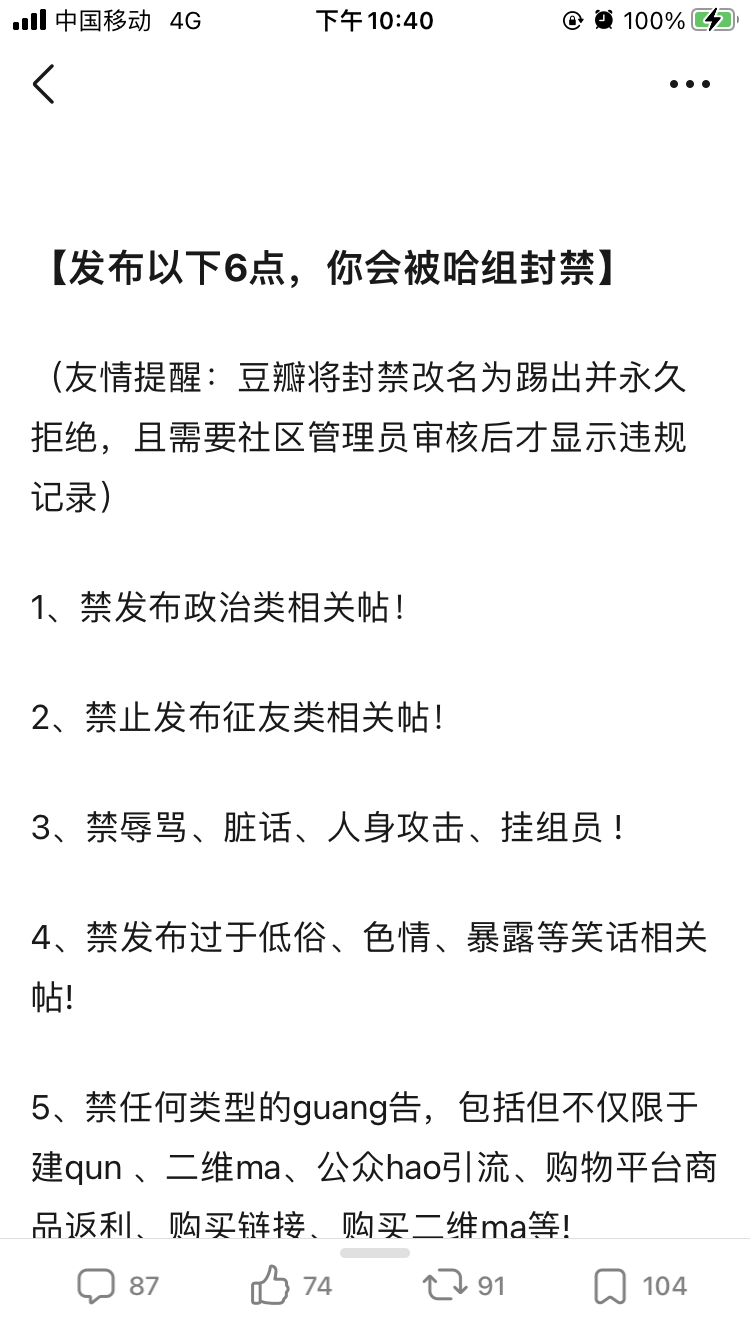 中国移动 4G 下午10:40 100%
【发布以下6点，你会被哈组封禁】
（友情提醒：豆瓣将封禁改名为踢出并永久
拒绝，且需要社区管理员审核后才显示违规
记录）
1、禁发布政治类相关帖！
2、禁止发布征友类相关帖！
3、禁辱骂、脏话、人身攻击、挂组员！
4、禁发布过于低俗、色情、暴露等笑话相关
帖!
5、禁任何类型的guang告，包括但不仅限于
建qun 、二维ma、公众hao引流、购物平台商
品返利、购买链接、购买二维ma等!
87 74 91 104